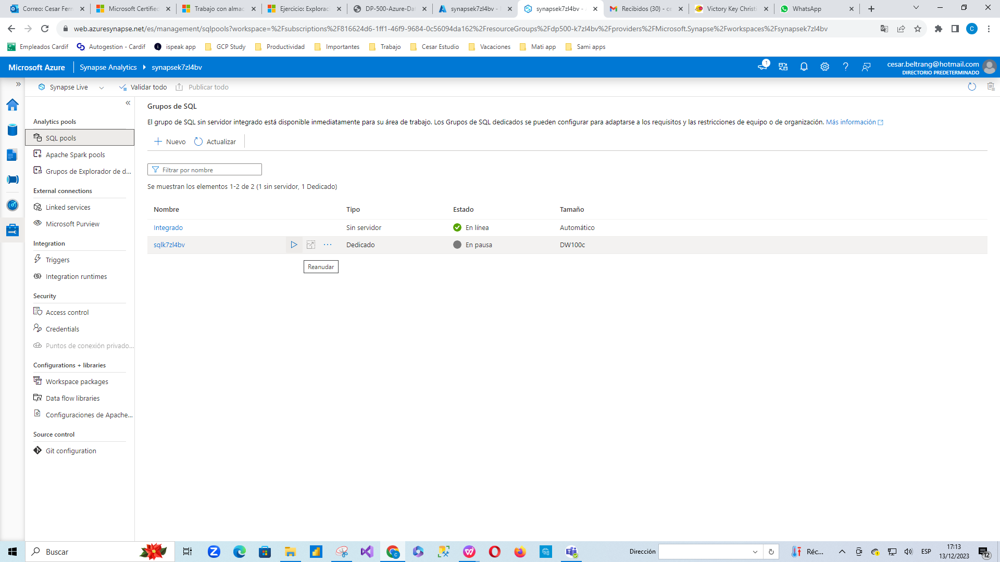 Correo: Cesar Fern
Microsoft Certified
Trabajo con almac
Ejercicio: Explorac
DP-500-Azure-Dat
synapsek7zl4bv -
synapsek7zl4bv - A
Recibidos (30) - ce
Victory Key Christi
WhatsApp
web.azuresynapse.net/es/management/sqlpools?workspace=%2Fsubscriptions%2F816624d6-1ff1-46f9-9684-0c56094da162%2FresourceGroups%2Fdp500-k7zl4bv%2Fproviders%2FMicrosoft.Synapse%2Fworkspaces%2Fsynapsek7zl4bv
C
Empleados Cardif
Autogestion - Cardif
ispeak app
GCP Study
Productividad
Importantes
Trabajo
Cesar Estudio
Vacaciones
Mati app
Sami apps
Microsoft Azure
Synapse Analytics
synapsek7zl4bv
1
cesar.beltrang@hotmail.com
DIRECTORIO PREDETERMINADO
Synapse Live
Validar todo
Publicar todo
Analytics pools
SQL pools
Apache Spark pools
Grupos de Explorador de d...
External connections
Linked services
Microsoft Purview
Integration
Triggers
Integration runtimes
Security
Access control
Credentials
Puntos de conexión privado...
Configurations + libraries
Workspace packages
Data flow libraries
Configuraciones de Apache...
Source control
Git configuration
Grupos de SQL
El grupo de SQL sin servidor integrado está disponible inmediatamente para su área de trabajo. Los Grupos de SQL dedicados se pueden configurar para adaptarse a los requisitos y las restricciones de equipo o de organización. Más información
Nuevo
Actualizar
Filtrar por nombre
Se muestran los elementos 1-2 de 2 (1 sin servidor, 1 Dedicado)
Nombre Tipo Estado Tamaño
Integrado Sin servidor En línea Automático
sqlk7zl4bv Dedicado En pausa DW100c
Reanudar
Buscar
Dirección
Réc...
ESP
17:13
13/12/2023
12